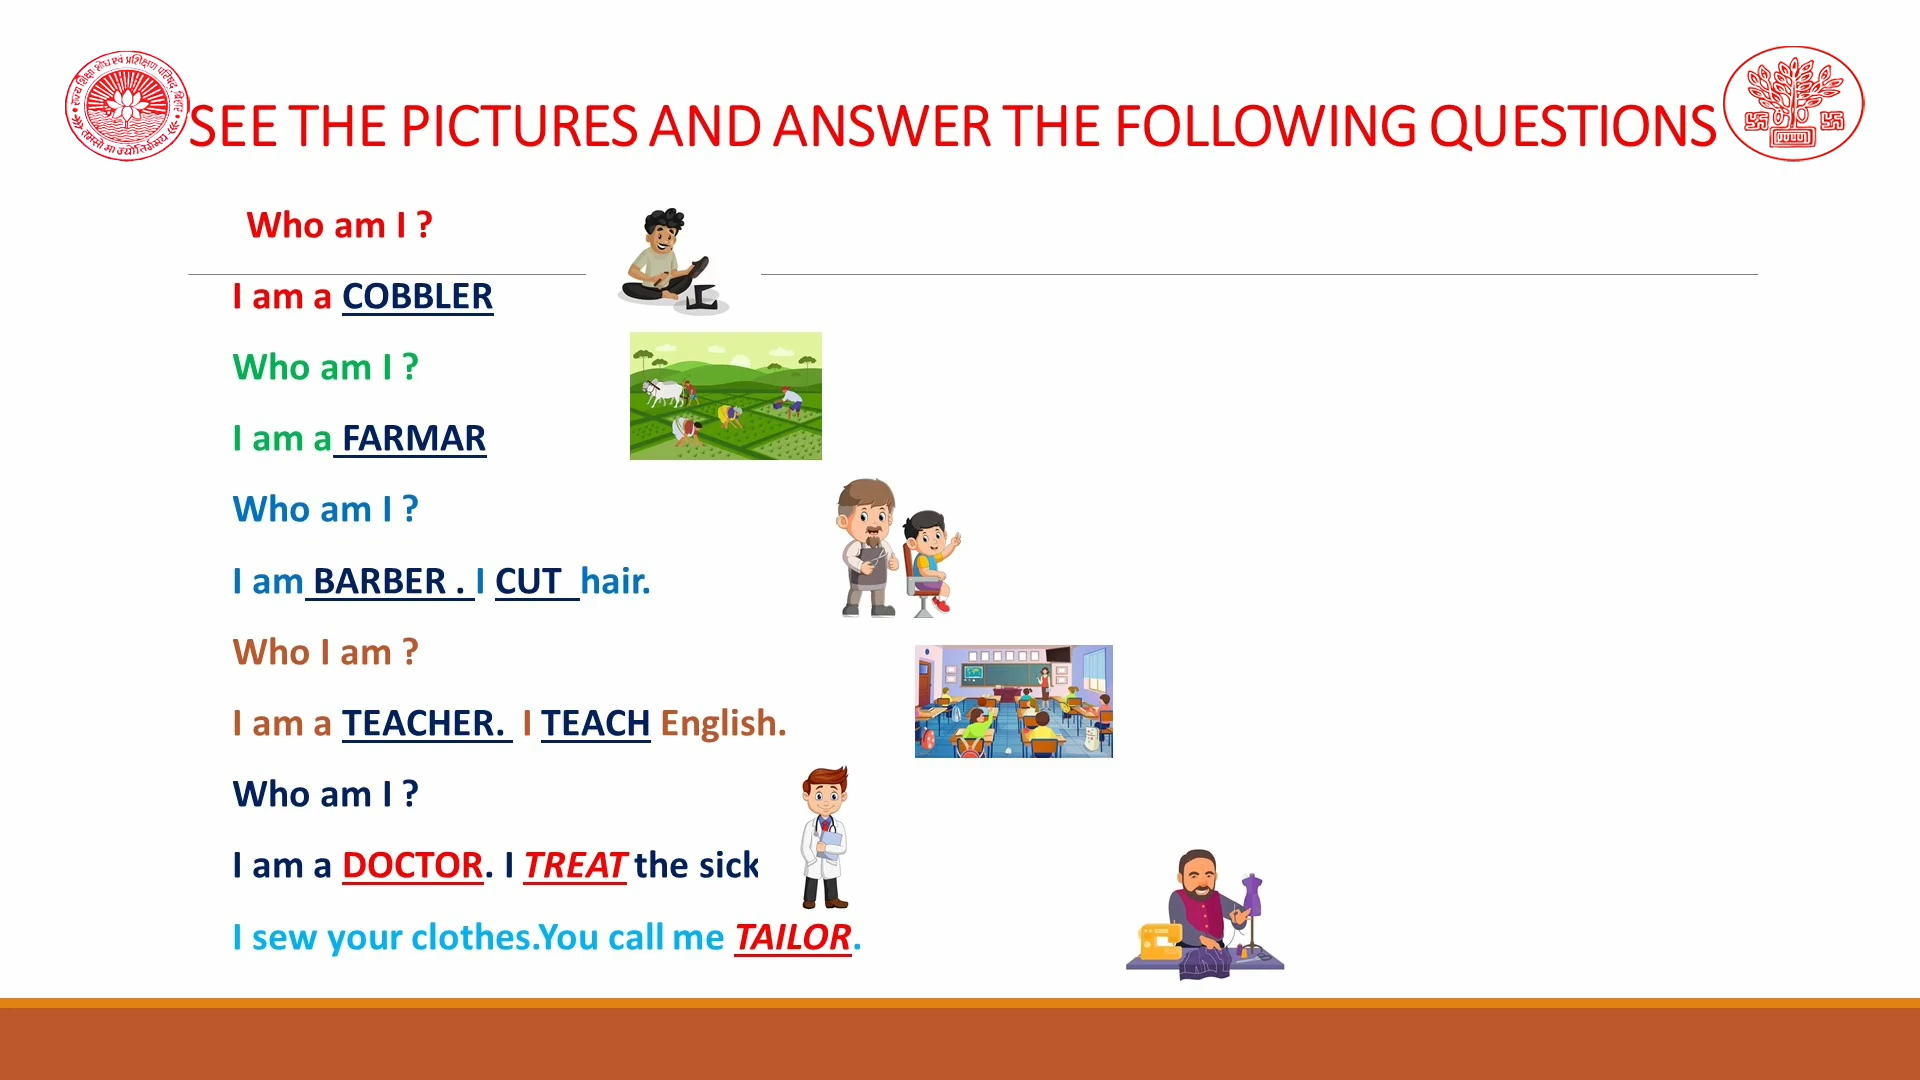 SEE THE PICTURES AND ANSWER THE FOLLOWING QUESTIONS
Who am I ?
I am a COBBLER
Who am I ?
I am a FARMAR
Who am I ?
I am BARBER . I CUT hair.
Who I am ?
I am a TEACHER. I TEACH English.
Who am I ?
I am a DOCTOR. I TREAT the sick
I sew your clothes.You call me TAILOR.